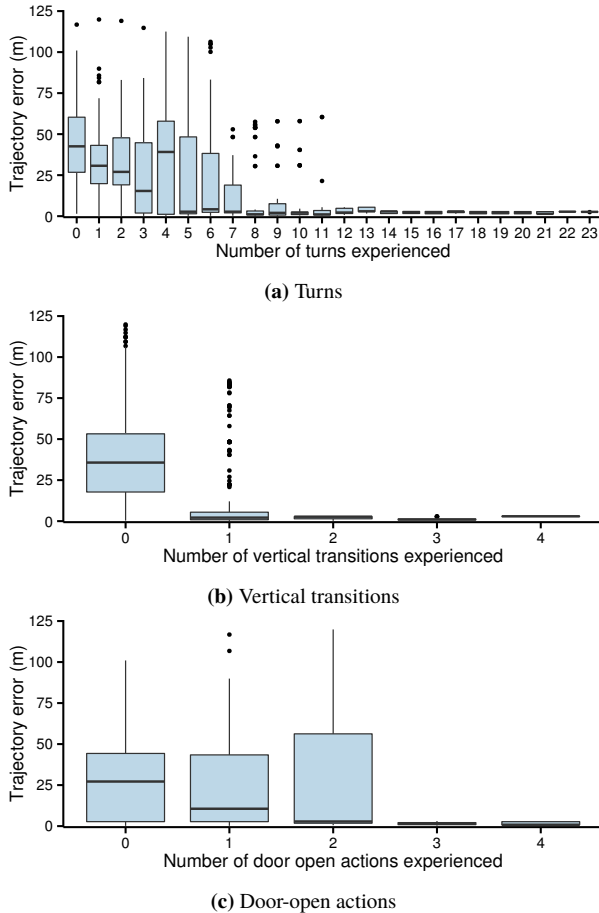 125
100
75
50
25
0
Trajectory error (m)
0 1 2 3 4 5 6 7 8 9 10 11 12 13 14 15 16 17 18 19 20 21 22 23
Number of turns experienced
(a) Turns
125
100
75
50
25
0
Trajectory error (m)
0 1 2 3 4
Number of vertical transitions experienced
(b) Vertical transitions
125
100
75
50
25
0
Trajectory error (m)
0 1 2 3 4
Number of door open actions experienced
(c) Door-open actions